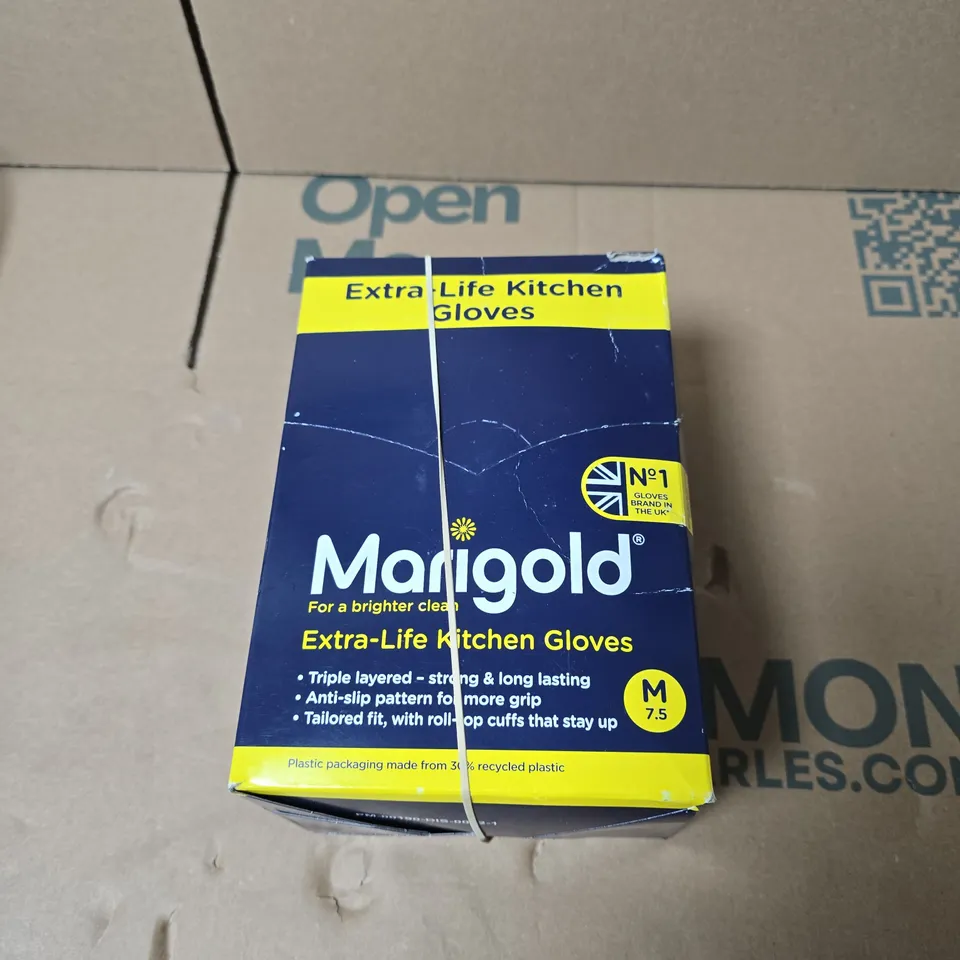 Open
Extra-Life Kitchen
Gloves
Nº1
GLOVES
BRAND IN
THE UK*
Marigold®
For a brighter clean
Extra-Life Kitchen Gloves
• Triple layered – strong & long lasting
• Anti-slip pattern for more grip
• Tailored fit, with roll-top cuffs that stay up
M
7.5
Plastic packaging made from 30% recycled plastic
MON
RLES.CO